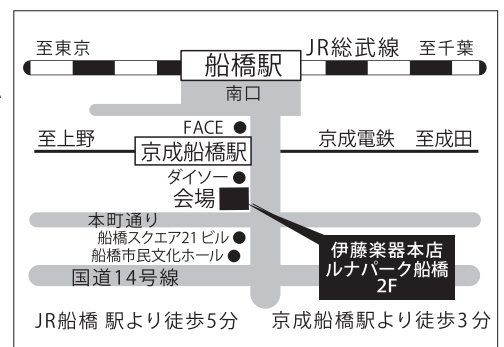 至東京
JR総武線
至千葉
船橋駅
南口
FACE ●
至上野
京成船橋駅
京成電鉄
至成田
ダイソー ●
会場
本町通り
船橋スクエア21 ビル ●
船橋市民文化ホール ●
伊藤楽器本店
ルナパーク船橋
2F
国道14号線
JR船橋 駅より徒歩5分
京成船橋駅より徒歩3分